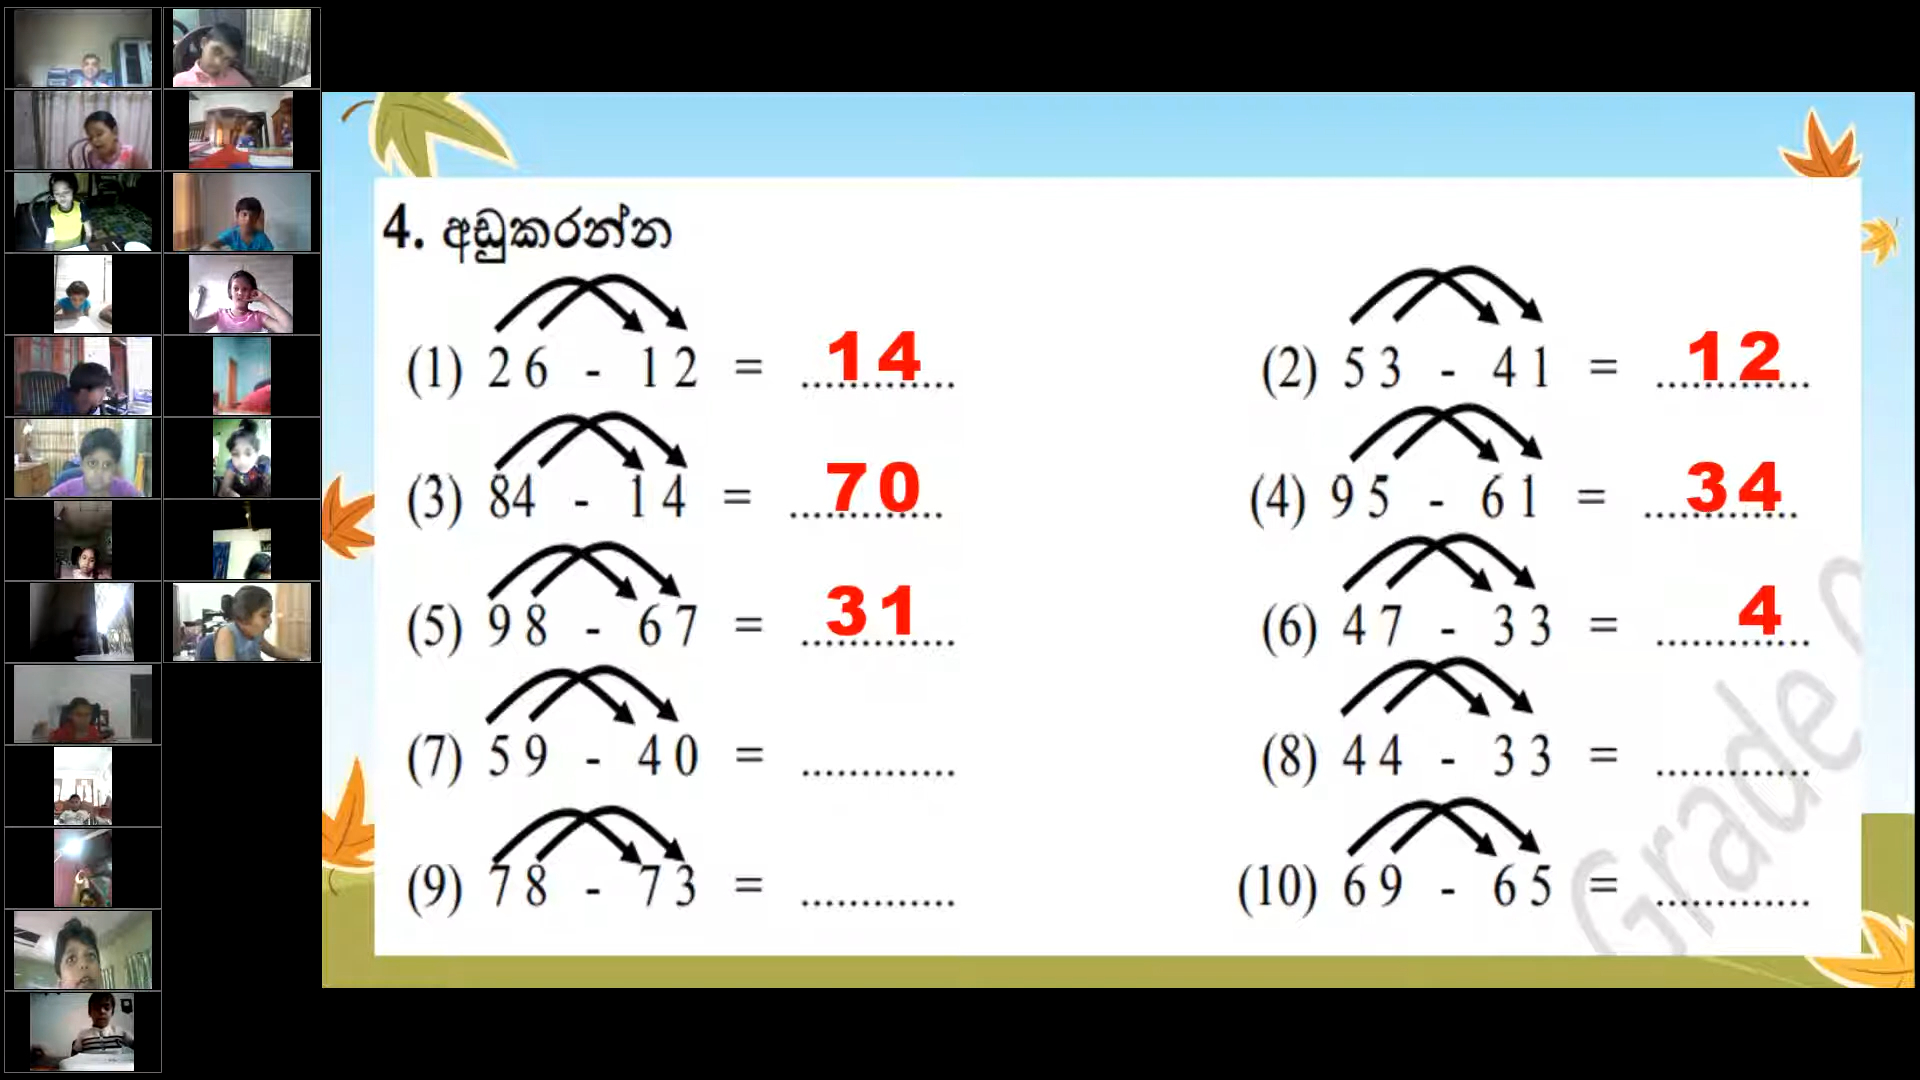 4. අඩුකරන්න
(1) 26 - 12 = 14 (2) 53 - 41 = 12
(3) 84 - 14 = 70 (4) 95 - 61 = 34
(5) 98 - 67 = 31 (6) 47 - 33 = 4
(7) 59 - 40 = ............. (8) 44 - 33 = .............
(9) 78 - 73 = ............. (10) 69 - 65 = .............
Grade